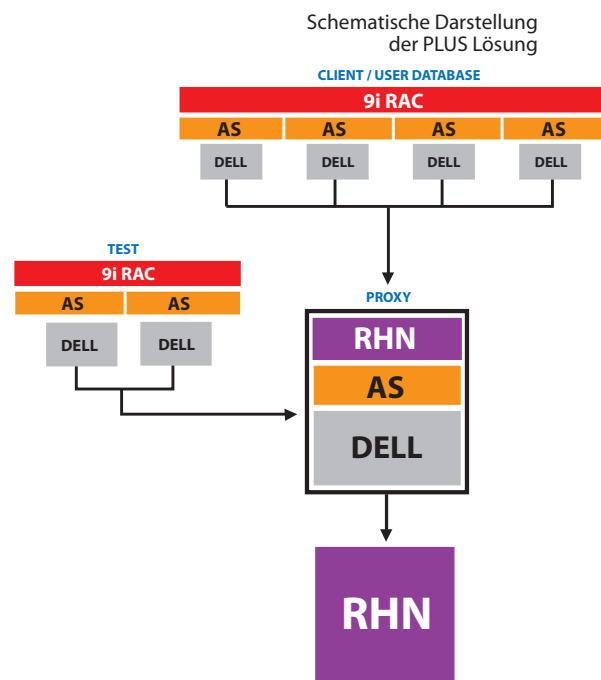 Schematische Darstellung
der PLUS Lösung
CLIENT / USER DATABASE
9i RAC
AS AS AS AS
DELL DELL DELL DELL
TEST
9i RAC
AS AS
DELL DELL
PROXY
RHN
AS
DELL
RHN